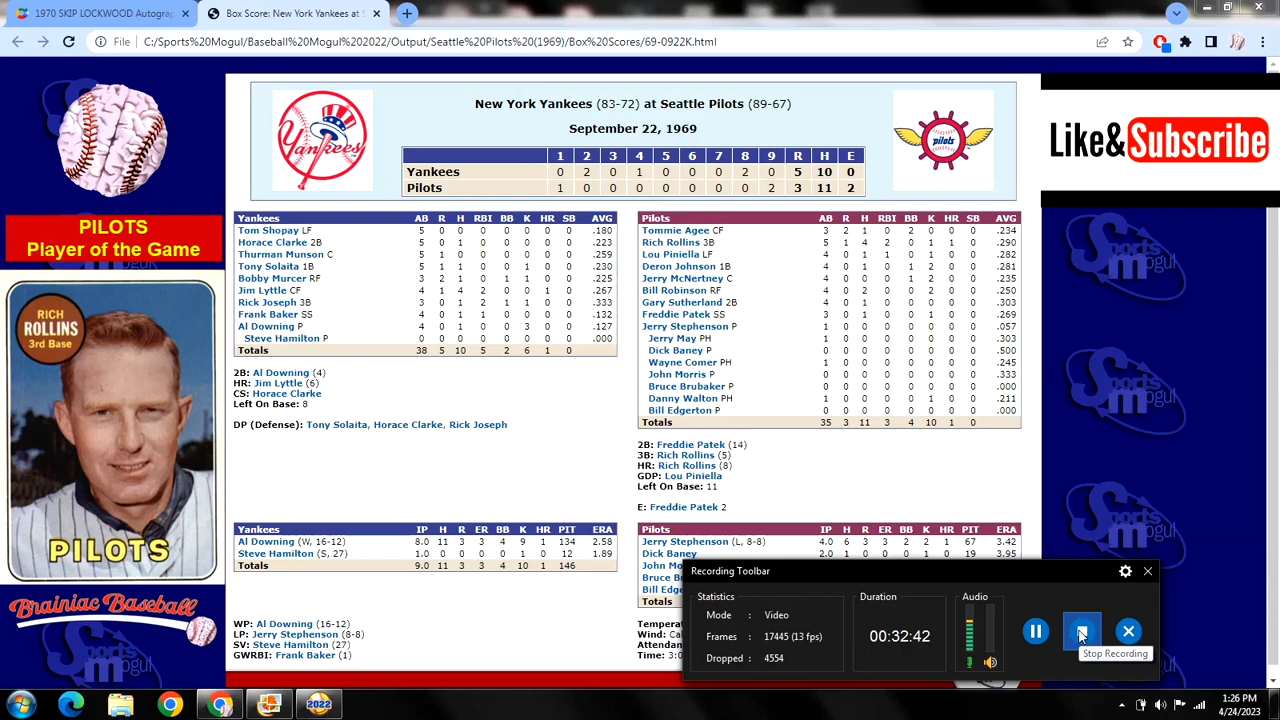 1970 SKIP LOCKWOOD Autograp
Box Score: New York Yankees at S
File C:/Sports%20Mogul/Baseball%20Mogul%202022/Output/Seattle%20Pilots%20(1969)/Box%20Scores/69-0922K.html
New York Yankees (83-72) at Seattle Pilots (89-67)
September 22, 1969
1 2 3 4 5 6 7 8 9 R H E
Yankees 0 2 0 1 0 0 0 2 0 5 10 0
Pilots 1 0 0 0 0 0 0 0 2 3 11 2
Yankees
pilots
Like& Subscribe
PILOTS
Player of the Game
RICH
ROLLINS
3rd Base
PILOTS
Brainiac Baseball
Yankees AB R H RBI BB K HR SB AVG
Tom Shopay LF 5 0 0 0 0 0 0 0 .180
Horace Clarke 2B 5 0 1 0 0 0 0 0 .223
Thurman Munson C 5 0 1 0 0 0 0 0 .259
Tony Solaita 1B 5 1 1 0 0 1 0 0 .230
Bobby Murcer RF 3 2 1 0 1 1 0 0 .225
Jim Lyttle CF 4 1 4 2 0 0 1 0 .267
Rick Joseph 3B 3 0 1 2 1 1 0 0 .333
Frank Baker SS 4 0 1 1 0 0 0 0 .132
Al Downing P 4 1 0 0 0 3 0 0 .127
Steve Hamilton P 0 0 0 0 0 0 0 0 .000
Totals 38 5 10 5 2 6 1 0
2B: Al Downing (4)
HR: Jim Lyttle (6)
CS: Horace Clarke
Left On Base: 8
DP (Defense): Tony Solaita, Horace Clarke, Rick Joseph
Pilots AB R H RBI BB K HR SB AVG
Tommie Agee CF 3 2 1 0 2 0 0 0 .234
Rich Rollins 3B 5 1 4 2 0 1 1 0 .290
Lou Piniella LF 4 0 1 1 1 0 0 0 .282
Deron Johnson 1B 4 0 1 0 1 2 0 0 .281
Jerry McNertney C 4 0 0 0 1 2 0 0 .235
Bill Robinson RF 4 0 2 0 0 1 0 0 .250
Gary Sutherland 2B 4 0 1 0 0 0 0 0 .303
Freddie Patek SS 3 0 1 0 0 1 0 0 .269
Jerry Stephenson P 1 0 0 0 0 0 0 0 .057
Jerry May PH 1 0 0 0 0 1 0 0 .303
Dick Baney P 0 0 0 0 0 0 0 0 .500
Wayne Comer PH 1 0 0 0 0 1 0 0 .245
John Morris P 0 0 0 0 0 0 0 0 .333
Bruce Brubaker P 0 0 0 0 0 0 0 0 .000
Danny Walton PH 1 0 0 0 0 1 0 0 .211
Bill Edgerton P 0 0 0 0 0 0 0 0 .000
Totals 35 3 11 3 4 10 1 0
2B: Freddie Patek (14)
3B: Rich Rollins (5)
HR: Rich Rollins (8)
GDP: Lou Piniella
Left On Base: 11
E: Freddie Patek 2
Yankees IP H R ER BB K HR PIT ERA
Al Downing (W, 16-12) 8.0 11 3 3 4 9 1 134 2.58
Steve Hamilton (S, 27) 1.0 0 0 0 0 1 0 12 1.89
Totals 9.0 11 3 3 4 10 1 146
WP: Al Downing (16-12)
LP: Jerry Stephenson (8-8)
SV: Steve Hamilton (27)
GWRBI: Frank Baker (1)
Pilots IP H R ER BB K HR PIT ERA
Jerry Stephenson (L, 8-8) 4.0 6 3 3 2 2 1 67 3.42
Dick Baney 2.0 1 0 0 0 1 0 19 3.95
John Mo
Bruce B
Bill Edge
Totals
Temperat
Wind: Cal
Attendan
Time: 3:0
Recording Toolbar
Statistics
Mode : Video
Frames : 17445 (13 fps)
Dropped : 4554
Duration
00:32:42
Audio
Stop Recording
2022
1:26 PM
4/24/2023